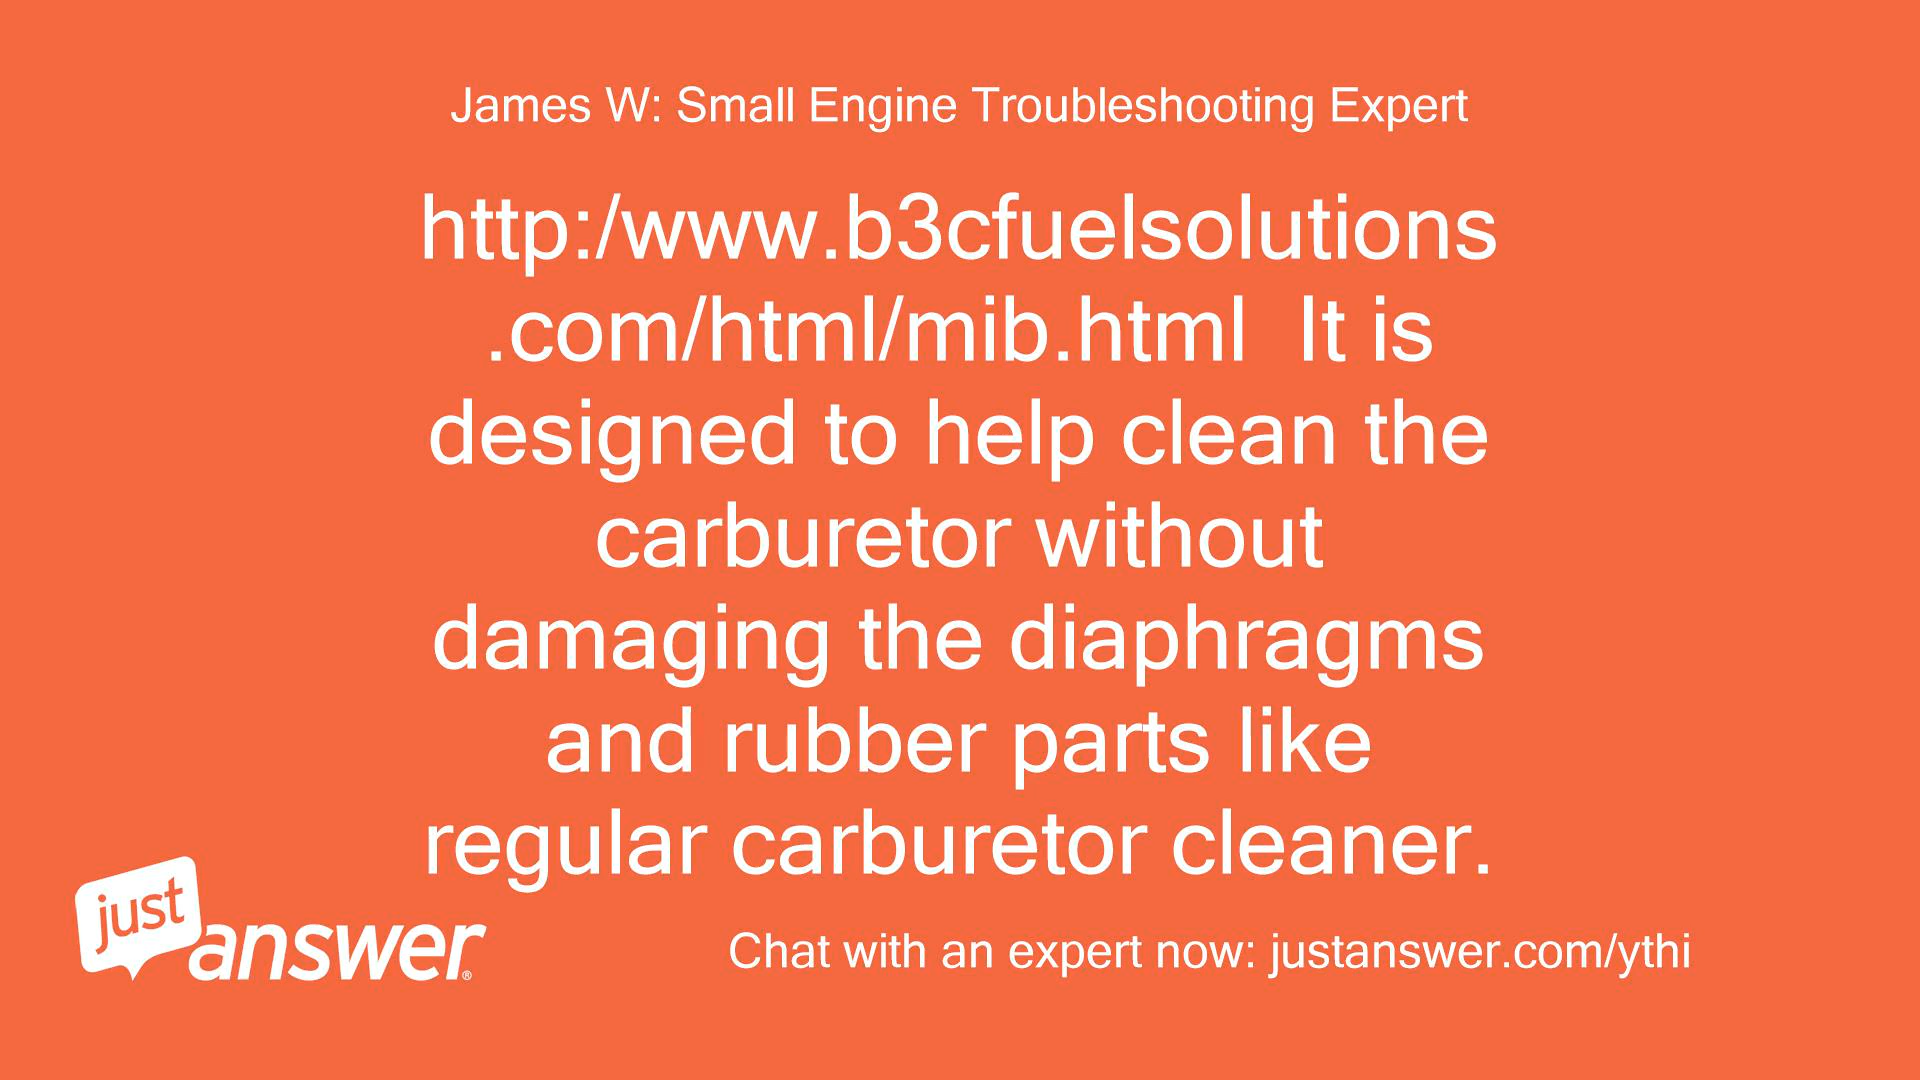 James W: Small Engine Troubleshooting Expert
http:/www.b3cfuelsolutions
.com/html/mib.html  It is
designed to help clean the
carburetor without
damaging the diaphragms
and rubber parts like
regular carburetor cleaner.
just
answer®
Chat with an expert now: justanswer.com/ythi